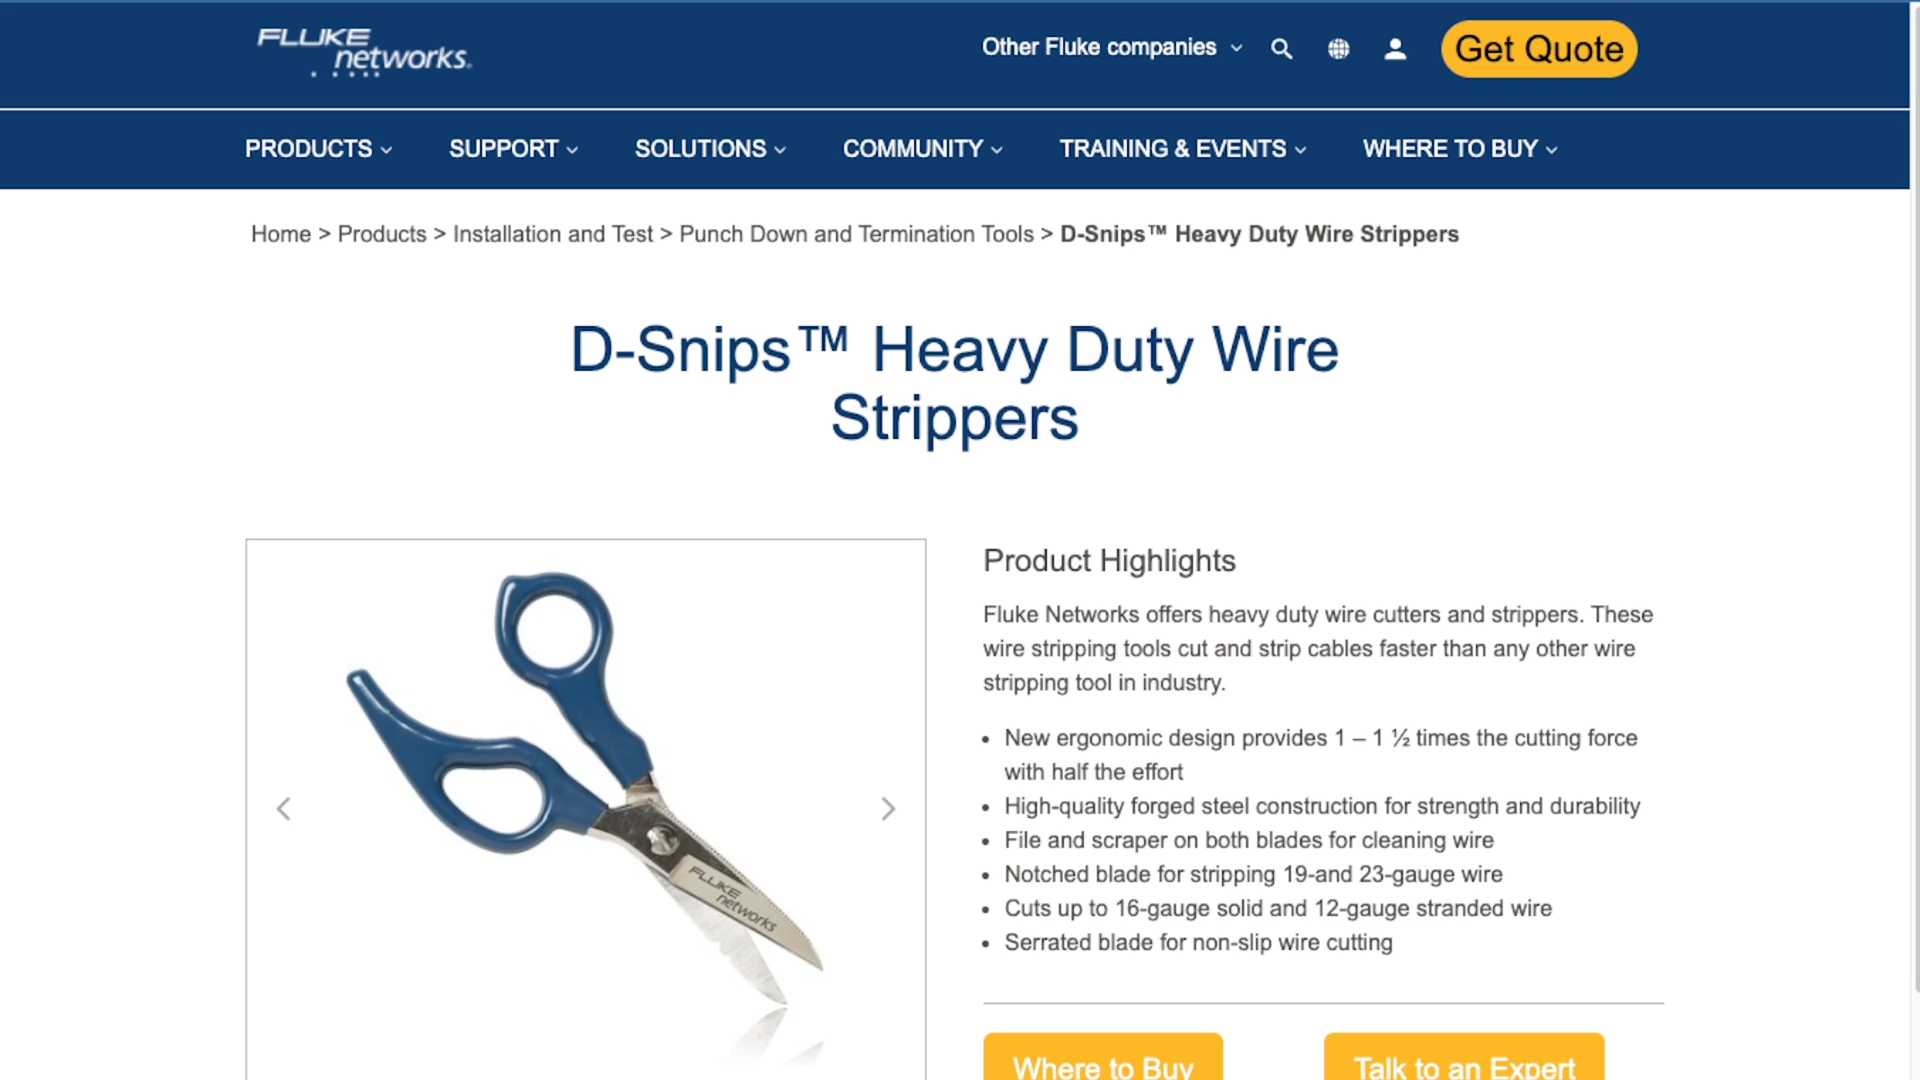 FLUKE
networks.
Other Fluke companies
Get Quote
PRODUCTS
SUPPORT
SOLUTIONS
COMMUNITY
TRAINING & EVENTS
WHERE TO BUY
Home > Products > Installation and Test > Punch Down and Termination Tools > D-Snips™ Heavy Duty Wire Strippers
D-Snips™ Heavy Duty Wire
Strippers
FLUKE
networks
Product Highlights
Fluke Networks offers heavy duty wire cutters and strippers. These
wire stripping tools cut and strip cables faster than any other wire
stripping tool in industry.
• New ergonomic design provides 1 – 1 ½ times the cutting force
with half the effort
• High-quality forged steel construction for strength and durability
• File and scraper on both blades for cleaning wire
• Notched blade for stripping 19-and 23-gauge wire
• Cuts up to 16-gauge solid and 12-gauge stranded wire
• Serrated blade for non-slip wire cutting
Where to Buy
Talk to an Expert